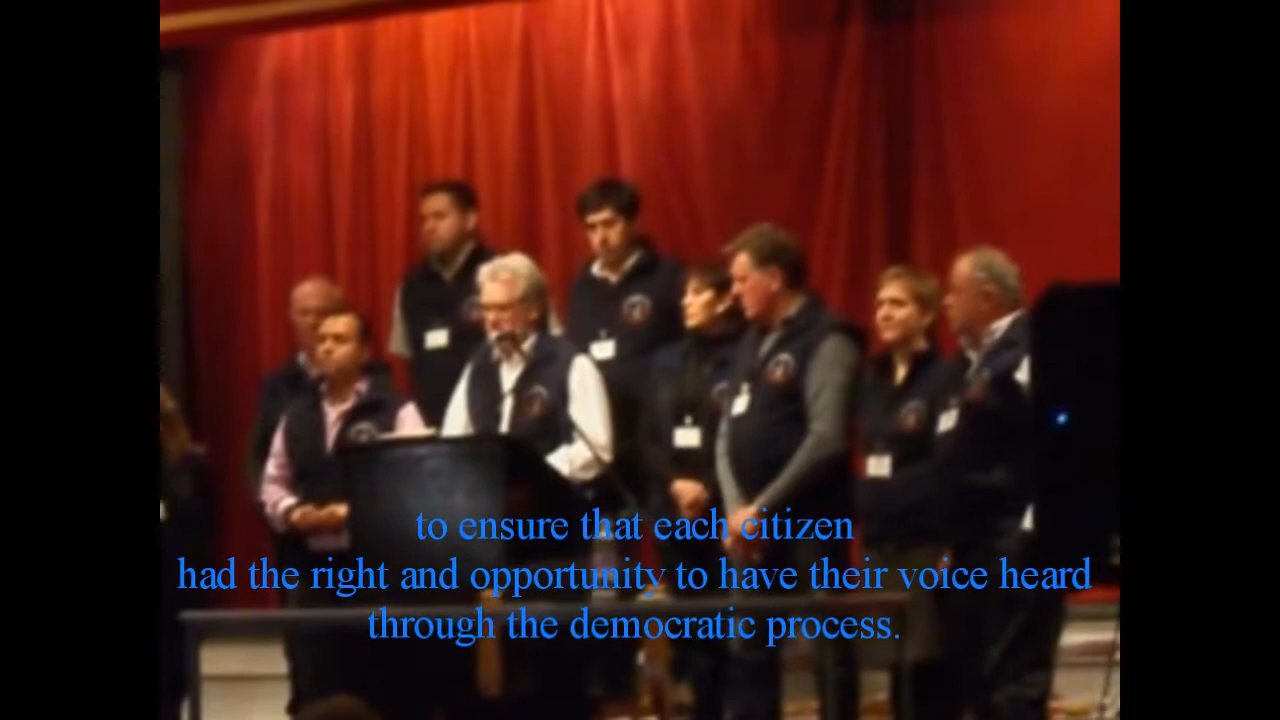 to ensure that each citizen
had the right and opportunity to have their voice heard
through the democratic process.